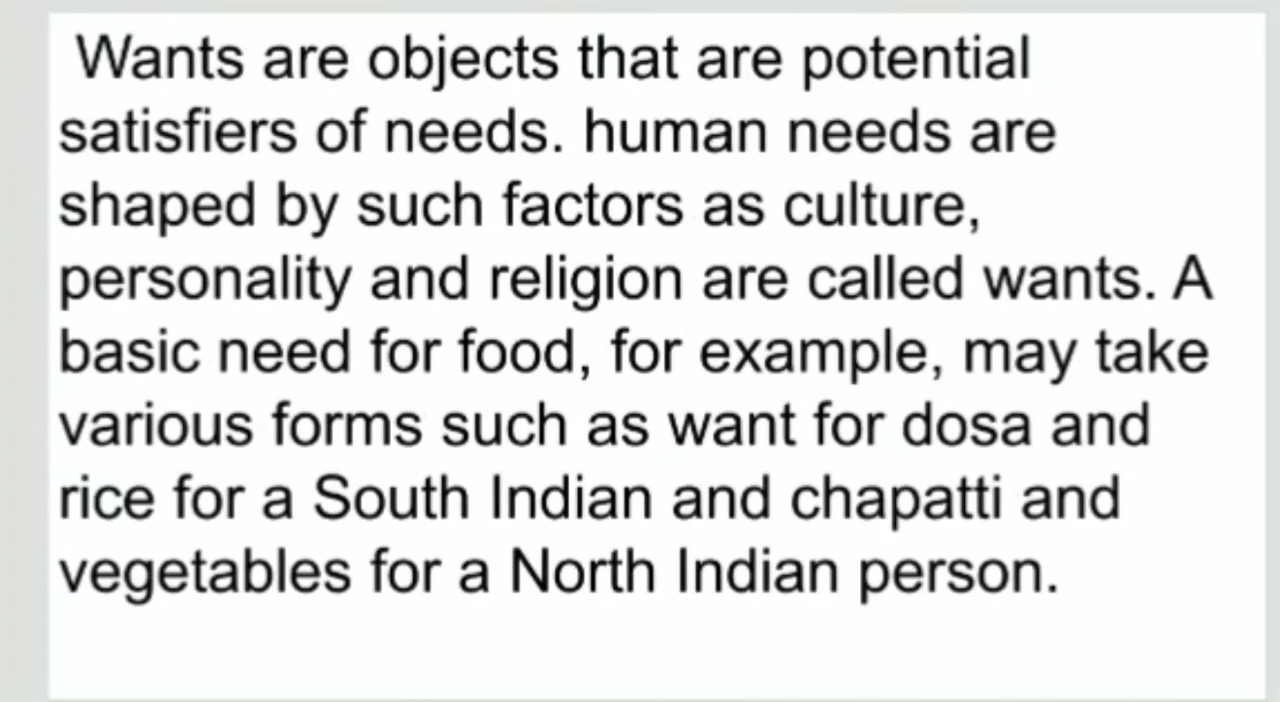 Wants are objects that are potential
satisfiers of needs. human needs are
shaped by such factors as culture,
personality and religion are called wants. A
basic need for food, for example, may take
various forms such as want for dosa and
rice for a South Indian and chapatti and
vegetables for a North Indian person.